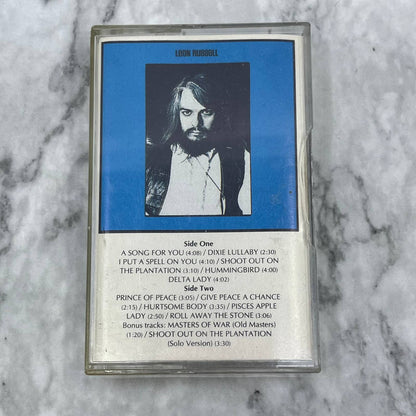 LEON RUSSELL
Side One
A SONG FOR YOU (4:08) / DIXIE LULLABY (2:30)
I PUT A SPELL ON YOU (4:10) / SHOOT OUT ON
THE PLANTATION (3:10) / HUMMINGBIRD (4:00)
DELTA LADY (4:02)
Side Two
PRINCE OF PEACE (3:05) / GIVE PEACE A CHANCE
(2:15) / HURTSOME BODY (3:35) / PISCES APPLE
LADY (2:50) / ROLL AWAY THE STONE (3:06)
Bonus tracks: MASTERS OF WAR (Old Masters)
(1:20) / SHOOT OUT ON THE PLANTATION
(Solo Version) (3:30)